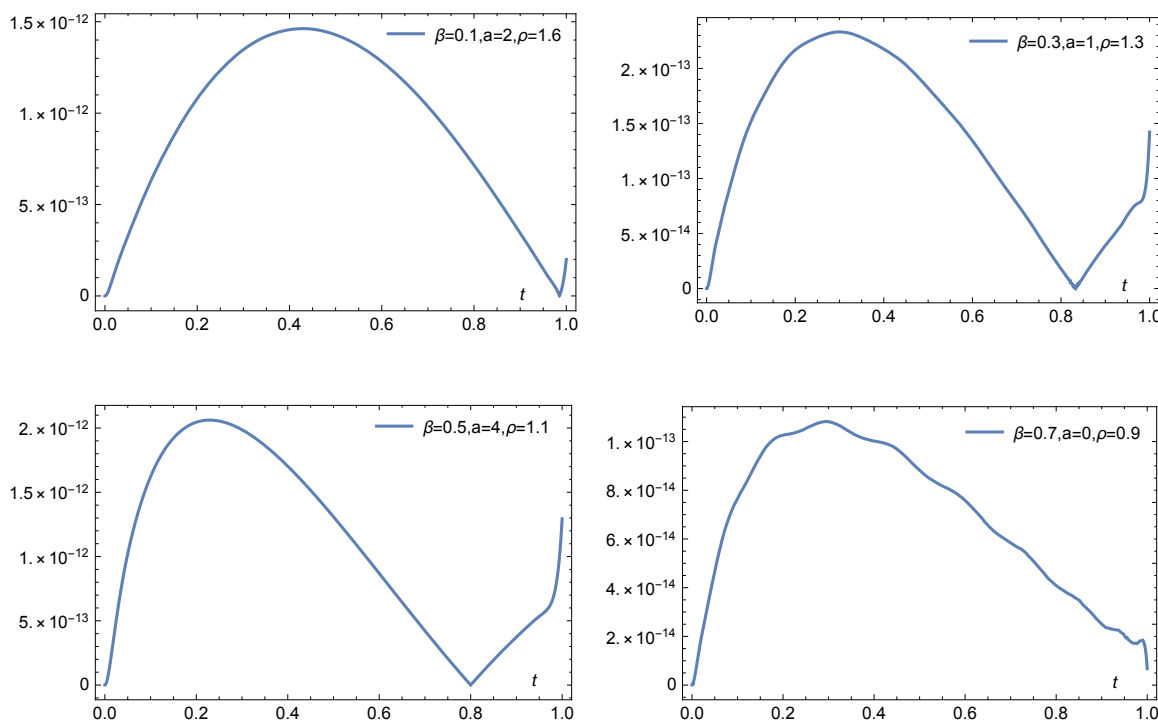 β=0.1,a=2,ρ=1.6
1.5 × 10⁻¹²
1. × 10⁻¹²
5. × 10⁻¹³
0
t
0.0 0.2 0.4 0.6 0.8 1.0
β=0.3,a=1,ρ=1.3
2. × 10⁻¹³
1.5 × 10⁻¹³
1. × 10⁻¹³
5. × 10⁻¹⁴
0
t
0.0 0.2 0.4 0.6 0.8 1.0
β=0.5,a=4,ρ=1.1
2. × 10⁻¹²
1.5 × 10⁻¹²
1. × 10⁻¹²
5. × 10⁻¹³
0
t
0.0 0.2 0.4 0.6 0.8 1.0
β=0.7,a=0,ρ=0.9
1. × 10⁻¹³
8. × 10⁻¹⁴
6. × 10⁻¹⁴
4. × 10⁻¹⁴
2. × 10⁻¹⁴
0
t
0.0 0.2 0.4 0.6 0.8 1.0